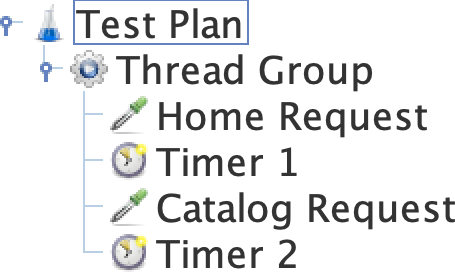 Test Plan
Thread Group
Home Request
Timer 1
Catalog Request
Timer 2